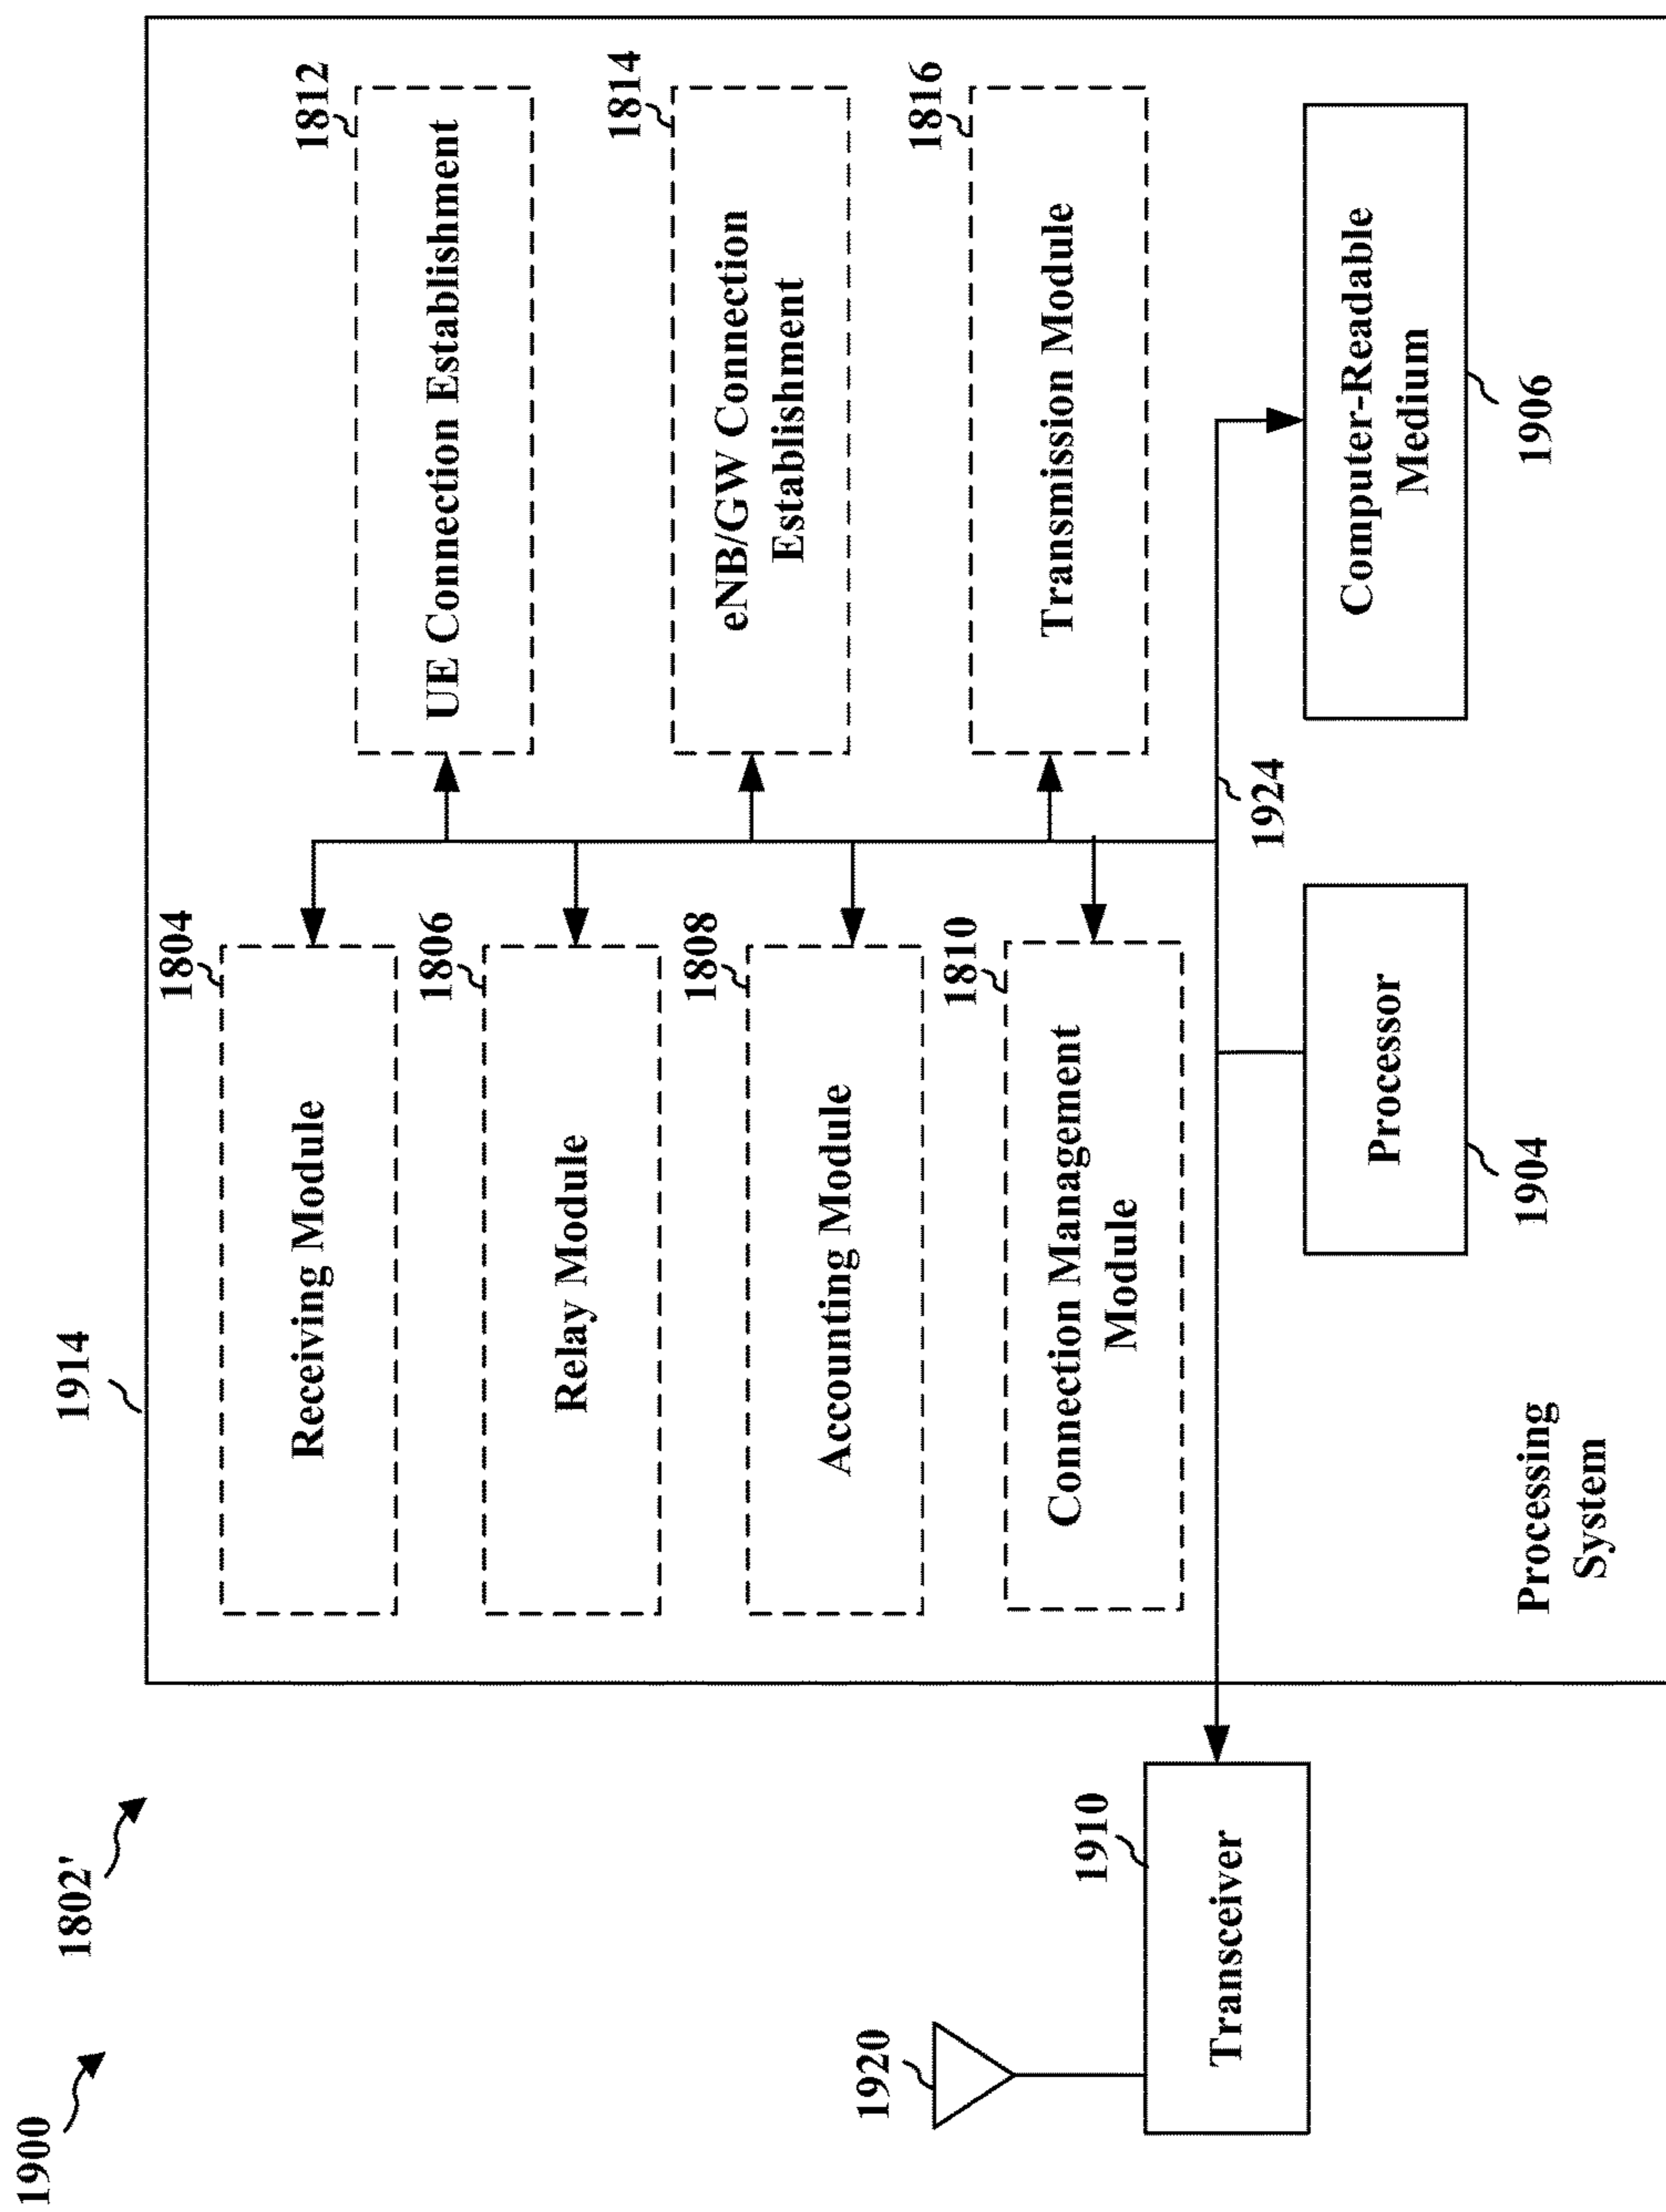 1900
1802'
1914
1804
Receiving Module
1806
Relay Module
1808
Accounting Module
1810
Connection Management
Module
1812
UE Connection Establishment
1814
eNB/GW Connection
Establishment
1816
Transmission Module
1920
1910
Transceiver
1924
Processor
1904
Computer-Readable
Medium
1906
Processing
System